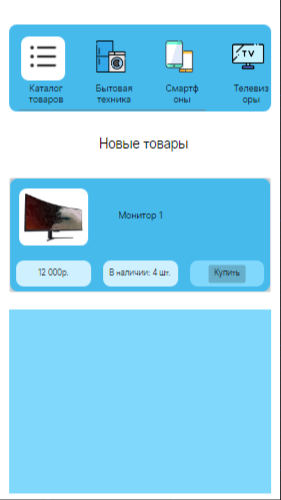 TV
Каталог Бытовая Смартф Телевиз
товаров техника оны оры
Новые товары
Монитор 1
12 000р. В наличии: 4 шт. Купить